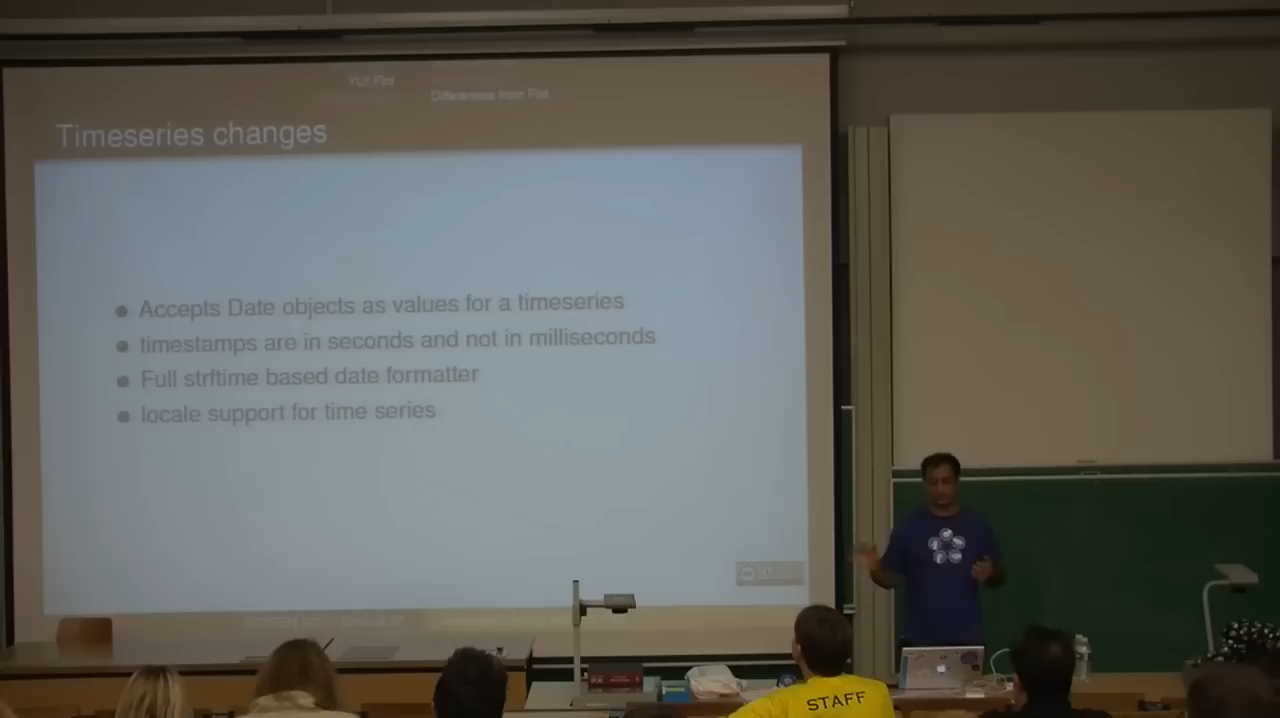 YUI Flot
Differences from Flot
Timeseries changes
Accepts Date objects as values for a timeseries
timestamps are in seconds and not in milliseconds
Full strftime based date formatter
locale support for time series
STAFF